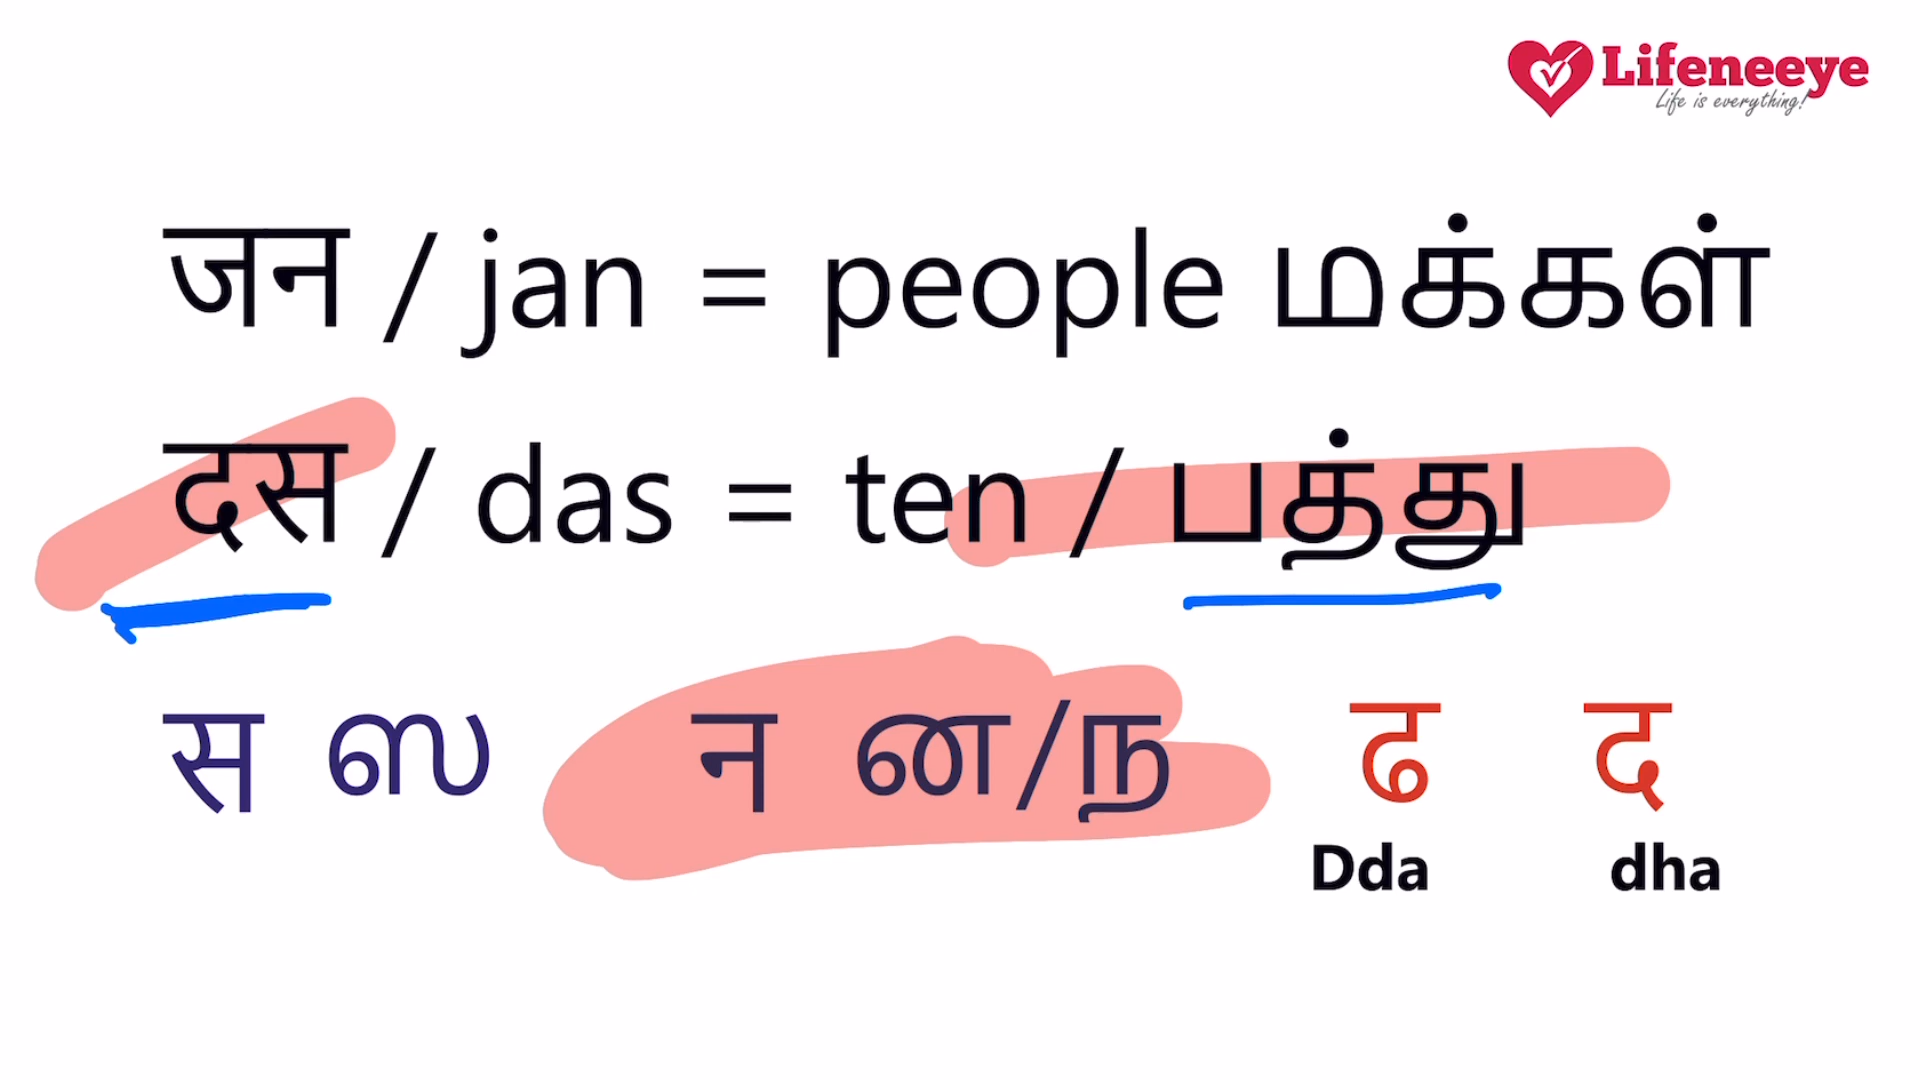 Lifeneeye
Life is everything!
जन / jan = people மக்கள்
दस / das = ten / பத்து
स ஸ न ன/ந ढ द
Dda dha